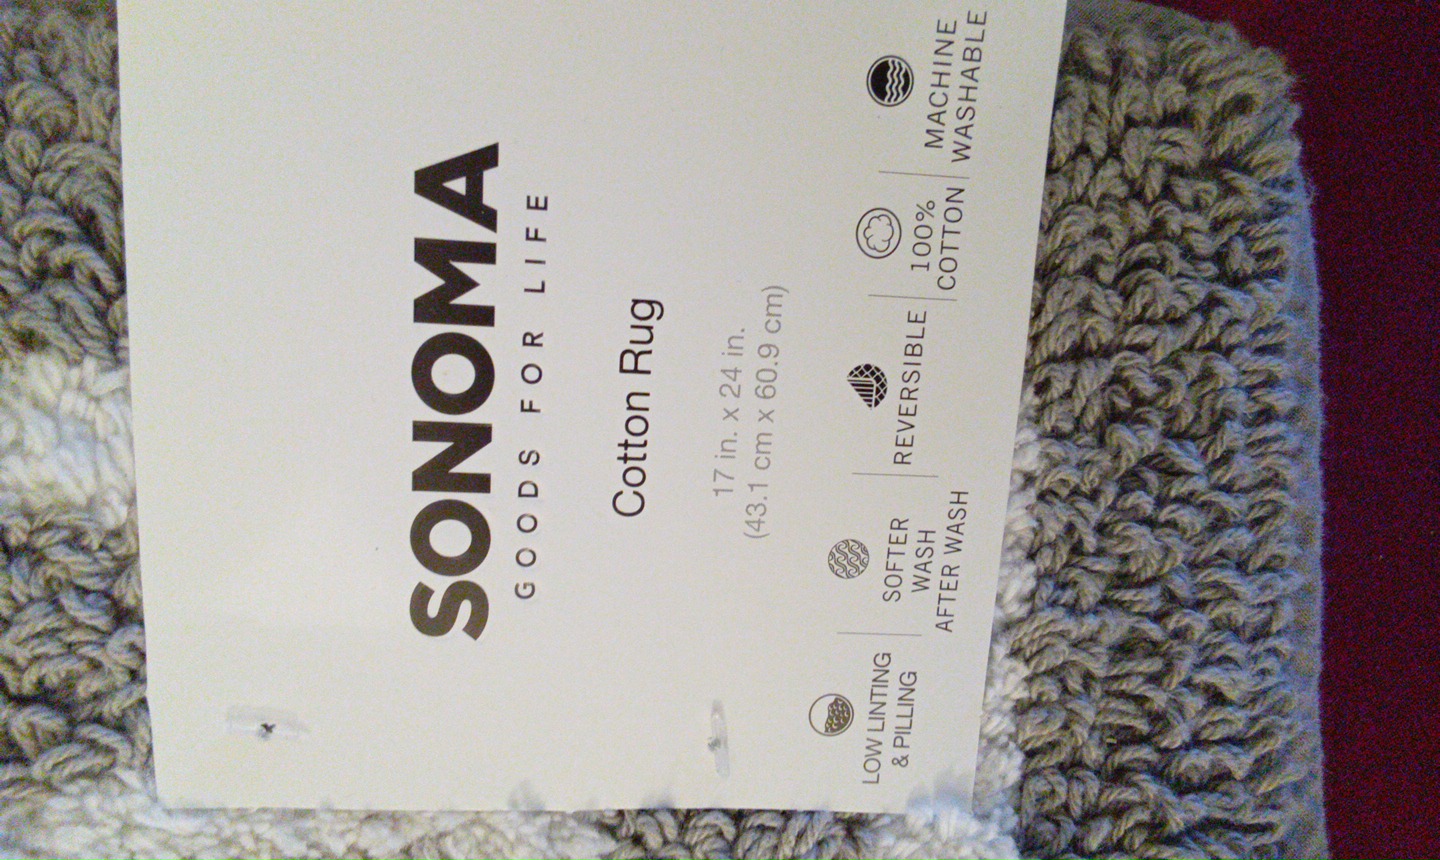 SONOMA
GOODS FOR LIFE
Cotton Rug
17 in. x 24 in.
(43.1 cm x 60.9 cm)
LOW LINTING
& PILLING
SOFTER
WASH
AFTER WASH
REVERSIBLE
100%
COTTON
MACHINE
WASHABLE